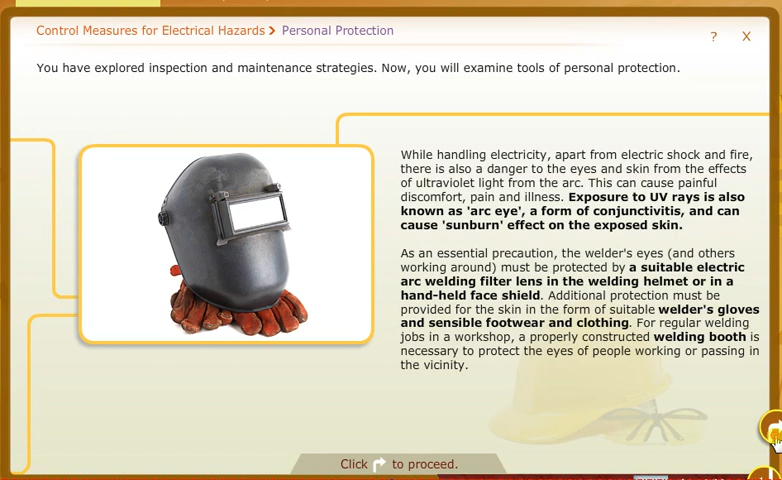 Control Measures for Electrical Hazards > Personal Protection
? X
You have explored inspection and maintenance strategies. Now, you will examine tools of personal protection.
While handling electricity, apart from electric shock and fire,
there is also a danger to the eyes and skin from the effects
of ultraviolet light from the arc. This can cause painful
discomfort, pain and illness. Exposure to UV rays is also
known as 'arc eye', a form of conjunctivitis, and can
cause 'sunburn' effect on the exposed skin.
As an essential precaution, the welder's eyes (and others
working around) must be protected by a suitable electric
arc welding filter lens in the welding helmet or in a
hand-held face shield. Additional protection must be
provided for the skin in the form of suitable welder's gloves
and sensible footwear and clothing. For regular welding
jobs in a workshop, a properly constructed welding booth is
necessary to protect the eyes of people working or passing in
the vicinity.
Click to proceed.